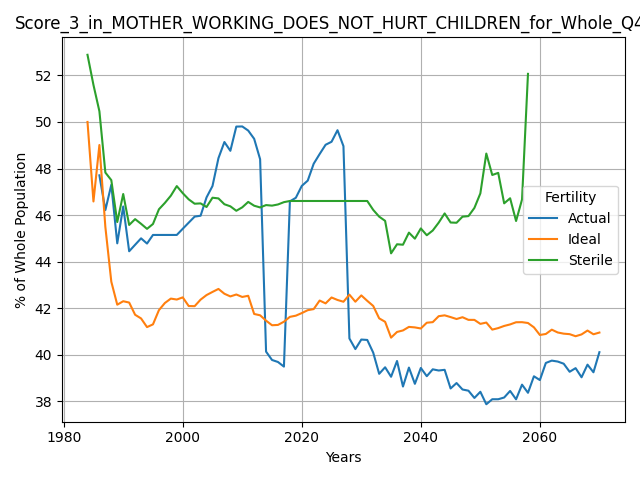 Score_3_in_MOTHER_WORKING_DOES_NOT_HURT_CHILDREN_for_Whole_Q4
52
50
48
46
44
42
40
38
% of Whole Population
Fertility
Actual
Ideal
Sterile
1980
2000
2020
2040
2060
Years